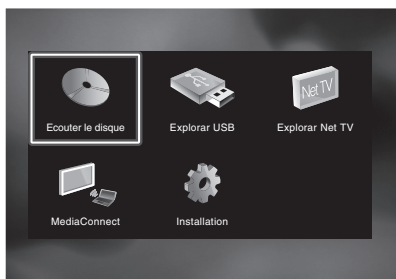 Net TV
Ecouter le disque
Explorar USB
Explorar Net TV
MediaConnect
Installation